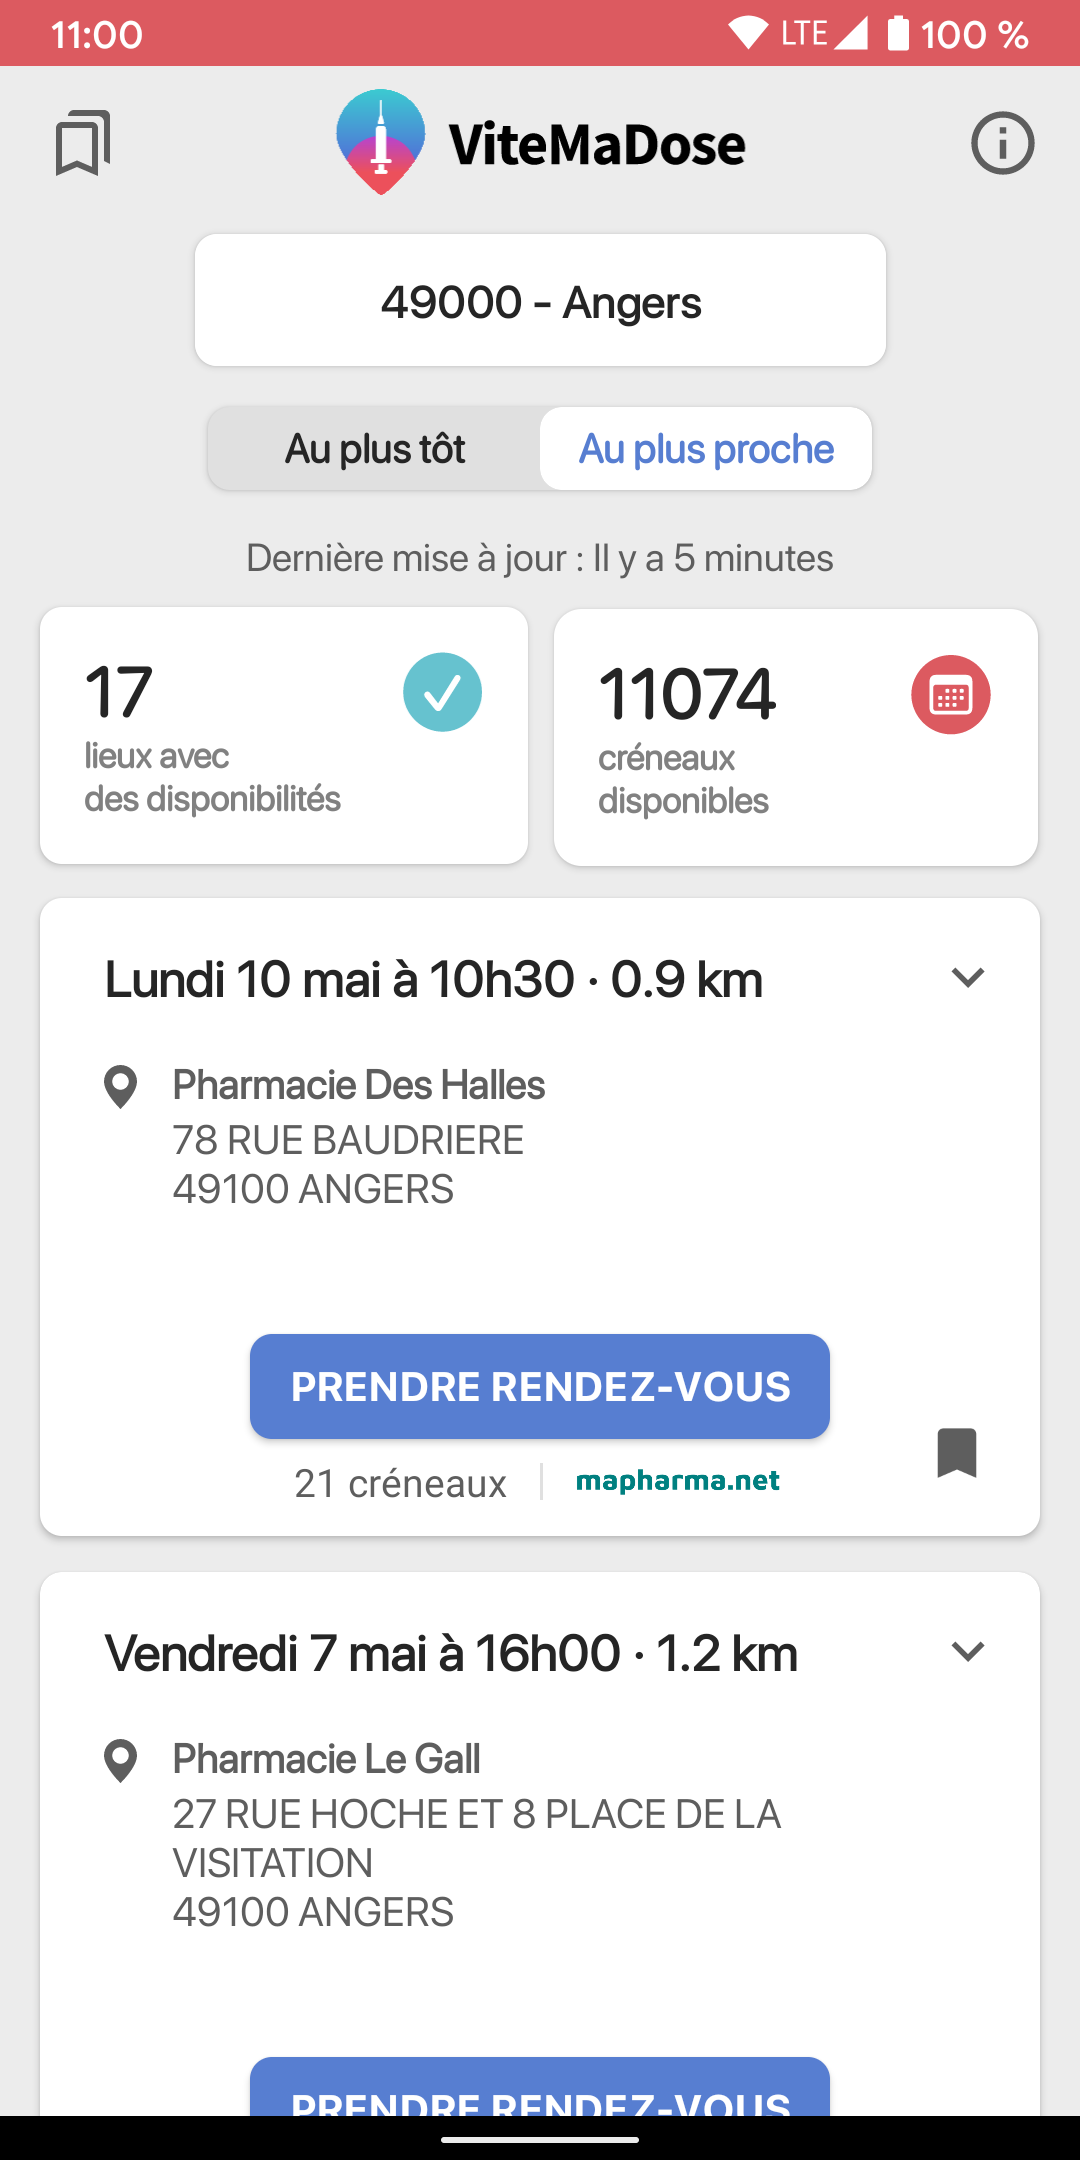 11:00 LTE 100 %
ViteMaDose
49000 - Angers
Au plus tôt Au plus proche
Dernière mise à jour : Il y a 5 minutes
17
lieux avec
des disponibilités
11074
créneaux
disponibles
Lundi 10 mai à 10h30 · 0.9 km
Pharmacie Des Halles
78 RUE BAUDRIERE
49100 ANGERS
PRENDRE RENDEZ-VOUS
21 créneaux mapharma.net
Vendredi 7 mai à 16h00 · 1.2 km
Pharmacie Le Gall
27 RUE HOCHE ET 8 PLACE DE LA
VISITATION
49100 ANGERS
PRENDRE RENDEZ-VOUS